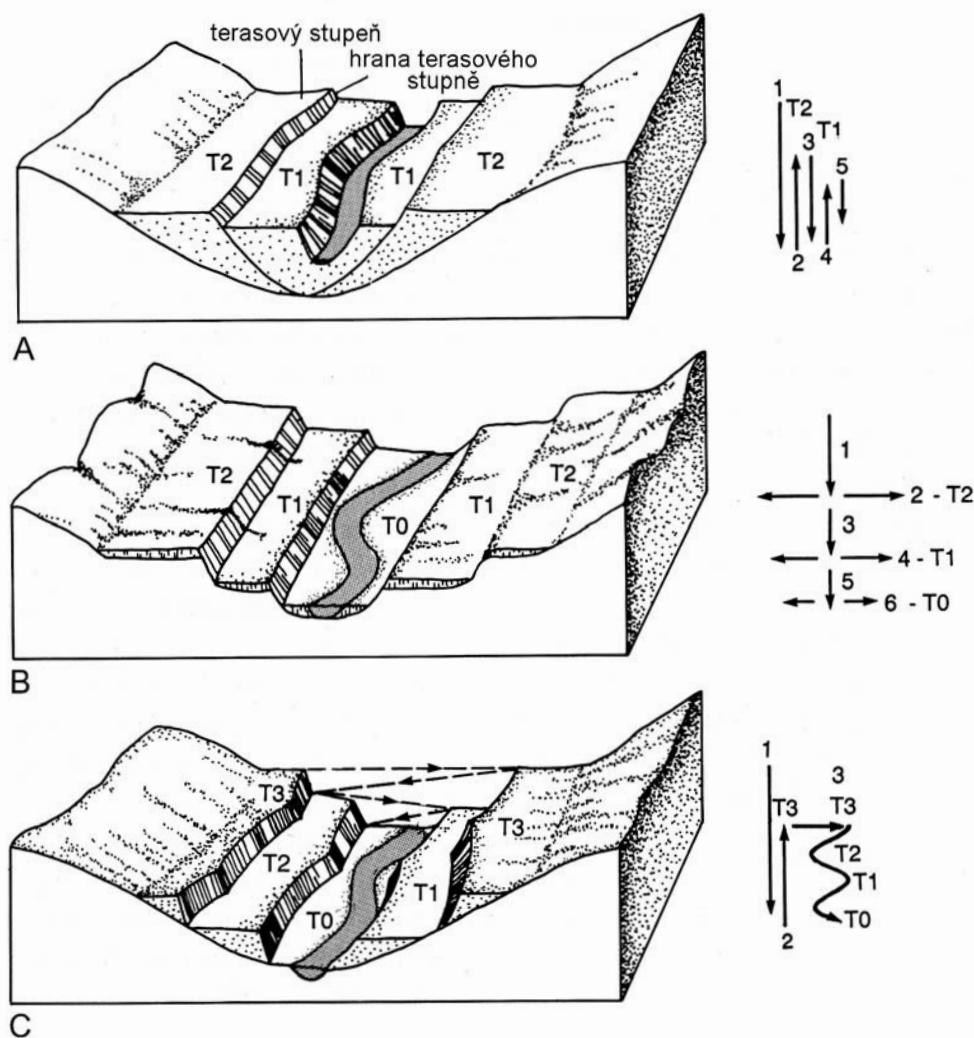 terasový stupeň
hrana terasového
stupně
T2
T1
T1
T2
1
T2
3
T1
5
2
4
A
T2
T1
T0
T1
T2
1
2 - T2
3
4 - T1
5
6 - T0
B
T3
T2
T0
T1
T3
1
3
T3
T3
T2
T1
T0
2
C